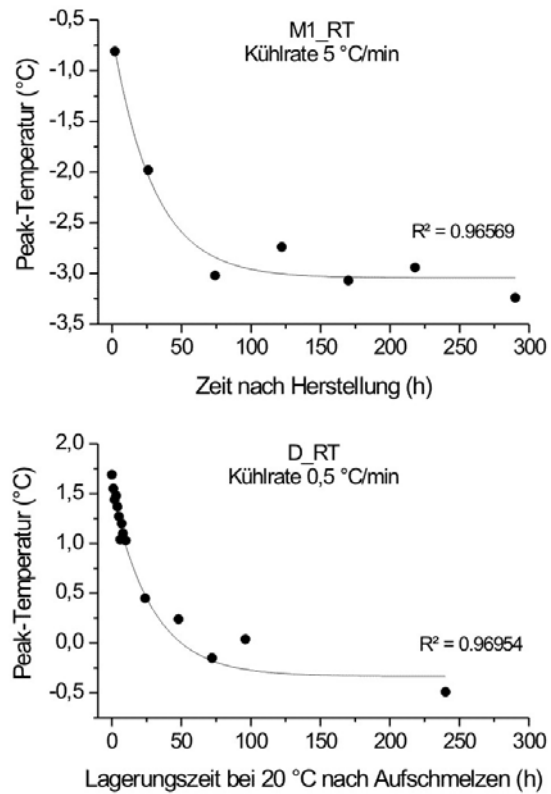 M1_RT
Kühlrate 5 °C/min
Peak-Temperatur (°C)
-0,5
-1,0
-1,5
-2,0
-2,5
-3,0
-3,5
R² = 0.96569
0 50 100 150 200 250 300
Zeit nach Herstellung (h)
D_RT
Kühlrate 0,5 °C/min
Peak-Temperatur (°C)
2,0
1,5
1,0
0,5
0,0
-0,5
R² = 0.96954
0 50 100 150 200 250 300
Lagerungszeit bei 20 °C nach Aufschmelzen (h)